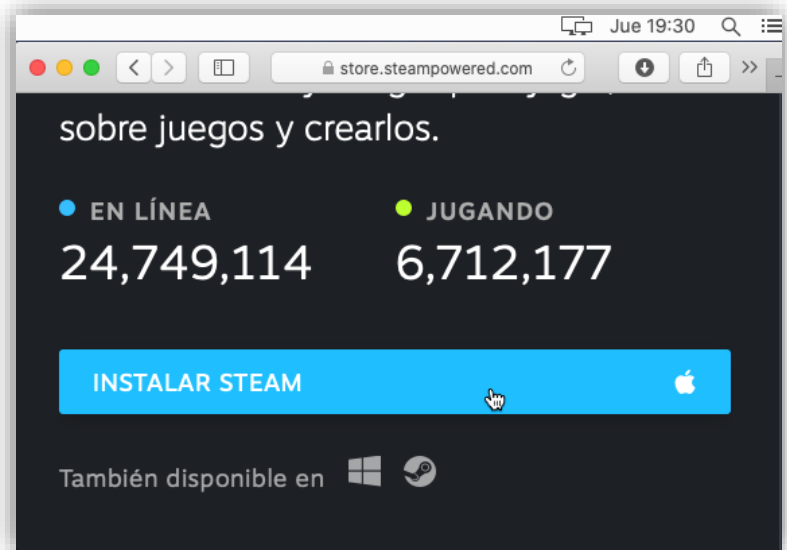 Jue 19:30
store.steampowered.com
sobre juegos y crearlos.
EN LÍNEA
JUGANDO
24,749,114
6,712,177
INSTALAR STEAM
También disponible en